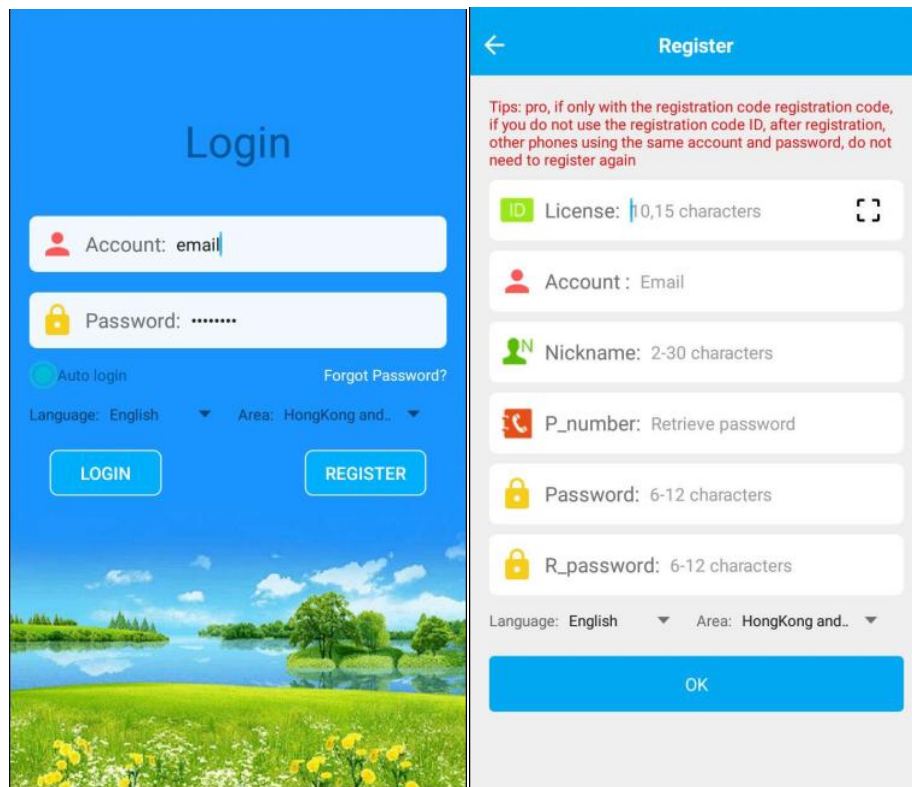 Login
Account: email
Password: ••••••••
Auto login
Forgot Password?
Language: English
Area: HongKong and..
LOGIN
REGISTER
Register
Tips: pro, if only with the registration code registration code,
if you do not use the registration code ID, after registration,
other phones using the same account and password, do not
need to register again
ID License: 10,15 characters
Account : Email
N Nickname: 2-30 characters
P_number: Retrieve password
Password: 6-12 characters
R_password: 6-12 characters
Language: English
Area: HongKong and..
OK